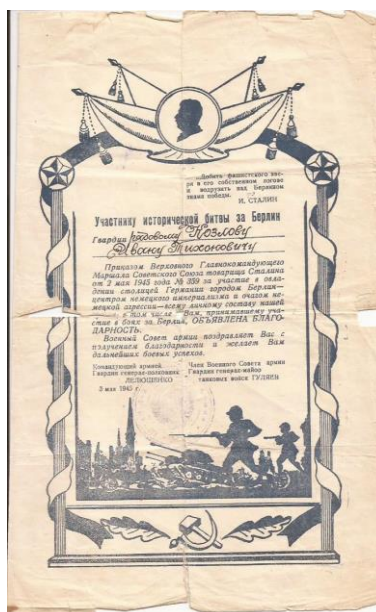 „...Добить фашистского зве-
ря в его собственном логове
и водрузить над Берлином
знамя победы."
И. СТАЛИН
Участнику исторической битвы за Берлин
Гвардии рядовому Козлову
Ивану Тихоновичу
Приказом Верховного Главнокомандующего
Маршала Советского Союза товарища Сталина
от 2 мая 1945 года № 359 за участие в овла-
дении столицей Германии городом Берлин—
центром немецкого империализма и очагом не-
мецкой агрессии—всему личному составу нашей
в том числе и Вам, принимавшему уча-
стие в боях за Берлин, ОБЪЯВЛЕНА БЛАГО-
ДАРНОСТЬ.
Военный Совет армии поздравляет Вас с
получением благодарности и желает Вам
дальнейших боевых успехов.
Командующий армией Член Военного Совета армии
Гвардии генерал-полковник Гвардии генерал-майор
ЛЕЛЮШЕНКО танковых войск ГУЛЯЕВ
3 мая 1945 г.